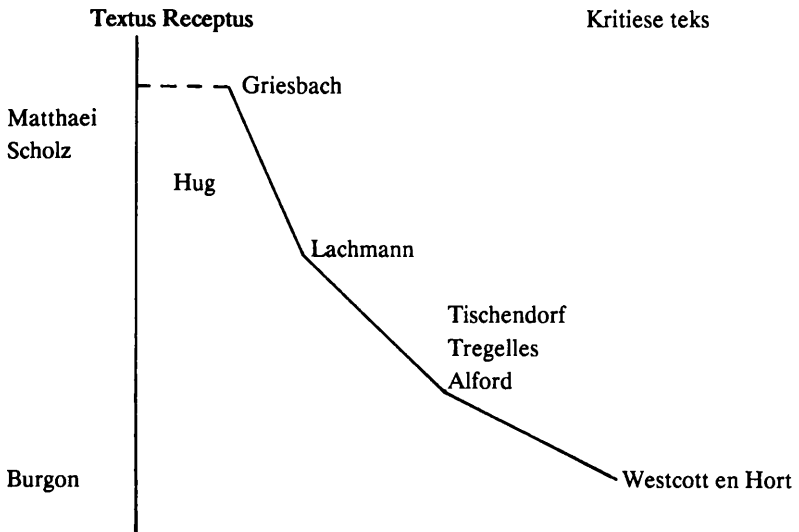 Textus Receptus
Kritiese teks
Griesbach
Matthaei
Scholz
Hug
Lachmann
Tischendorf
Tregelles
Alford
Burgon
Westcott en Hort